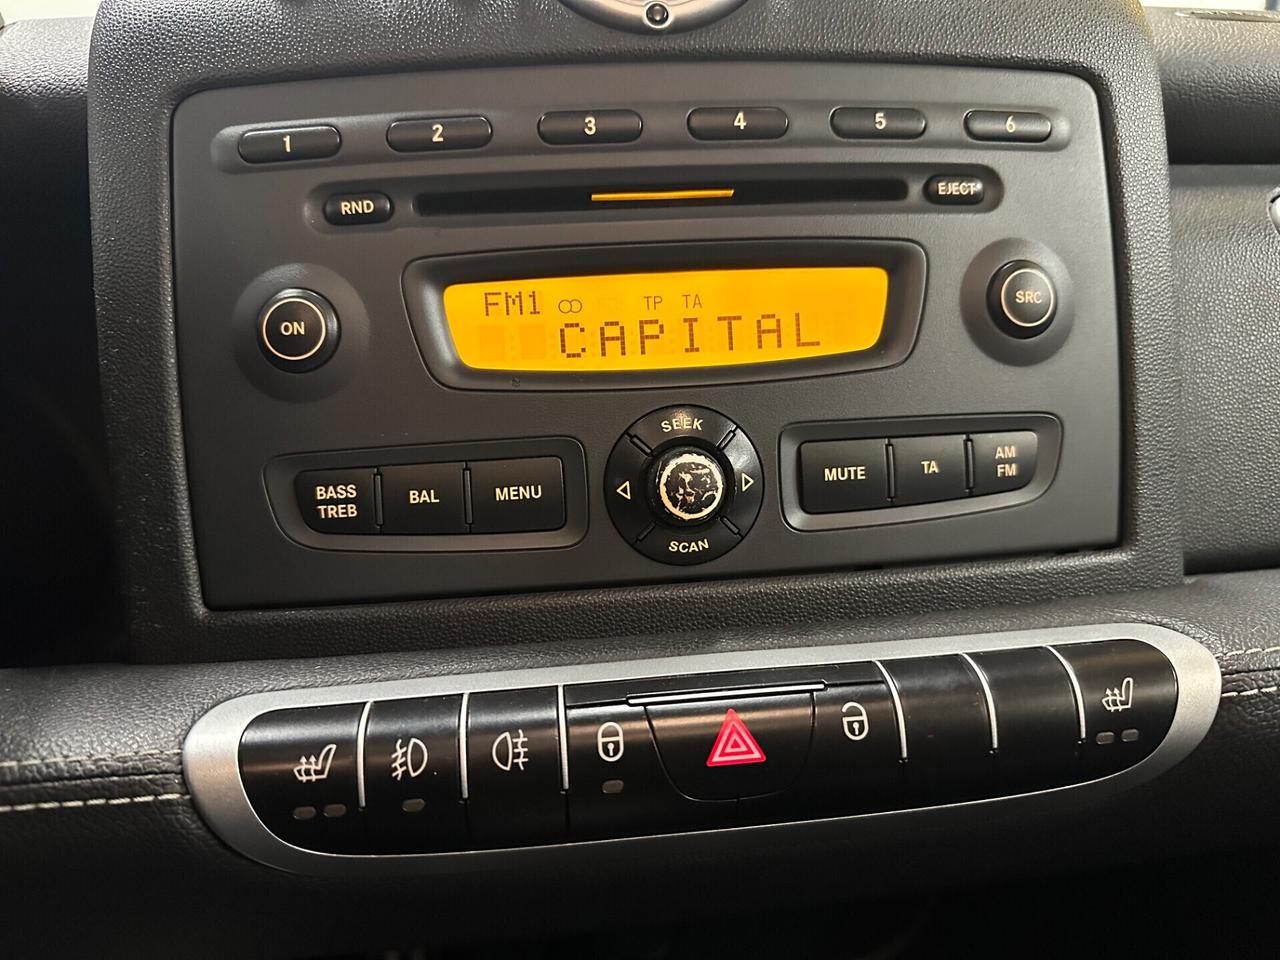 1 2 3 4 5 6
RND
EJECT
FM1 TP TA
CAPITAL
ON
SRC
SEEK
BASS
TREB
BAL
MENU
MUTE
TA
AM
FM
SCAN